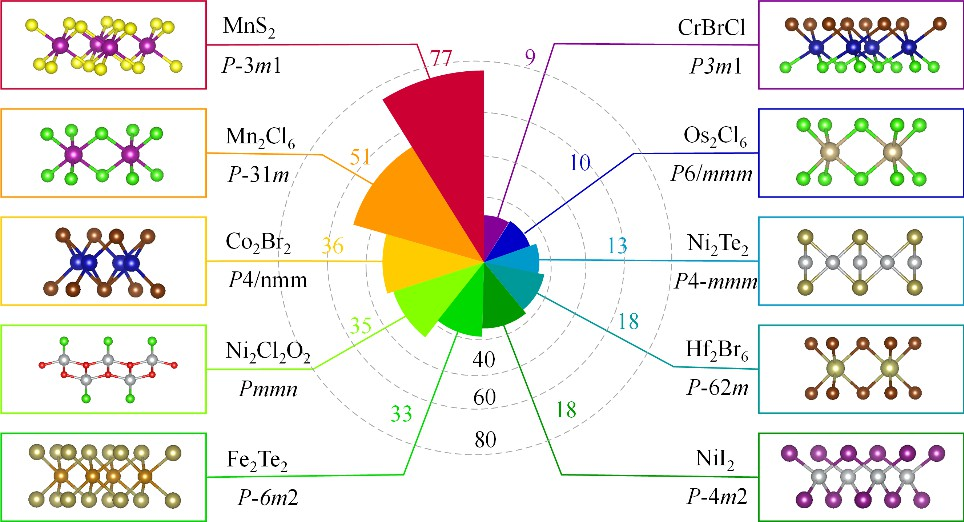 MnS2
P-3m1
77
Mn2Cl6
P-31m
51
Co2Br2
P4/nmm
36
Ni2Cl2O2
Pmmn
35
Fe2Te2
P-6m2
33
CrBrCl
P3m1
9
Os2Cl6
P6/mmm
10
Ni2Te2
P4-mmm
13
Hf2Br6
P-62m
18
NiI2
P-4m2
18
40
60
80